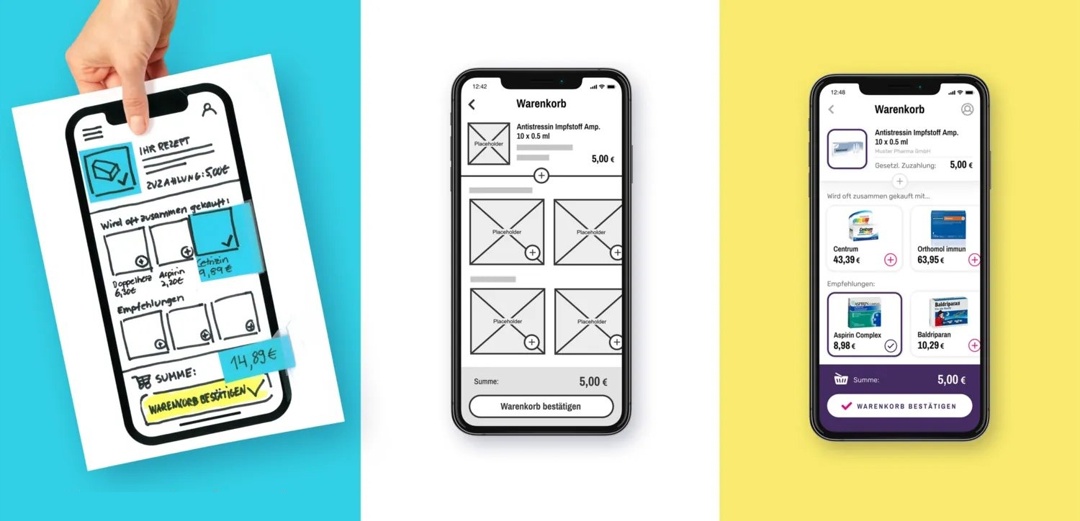 IHR REZEPT
ZUZAHLUNG: 5,00€
Wird oft zusammen gekauft:
Doppelherz
6,30€
Aspirin
2,20€
Cetrizin
9,89€
Empfehlungen
14,89€
SUMME:
WARENKORB BESTÄTIGEN
12:42
Warenkorb
Placeholder
Antistressin Impfstoff Amp.
10 x 0.5 ml
5,00 €
Placeholder
Placeholder
Placeholder
Placeholder
Summe:
5,00 €
Warenkorb bestätigen
12:48
Warenkorb
Antistressin Impfstoff Amp.
10 x 0.5 ml
Muster Pharma GmbH
Gesetzl. Zuzahlung:
5,00 €
Wird oft zusammen gekauft mit...
Centrum
43,39 €
Orthomol immun
63,95 €
Empfehlungen:
Aspirin Complex
8,98 €
Baldriparan
10,29 €
Summe:
5,00 €
WARENKORB BESTÄTIGEN